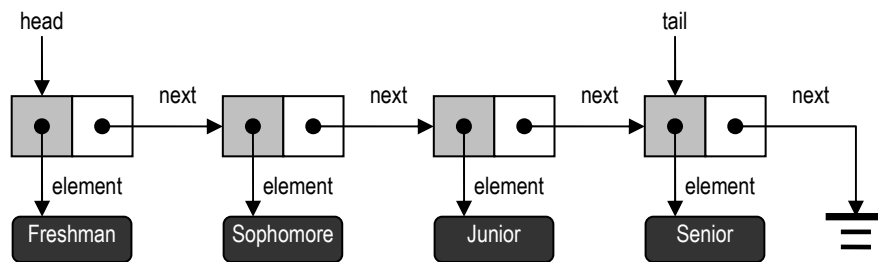 head
tail
next
next
next
next
element
element
element
element
Freshman
Sophomore
Junior
Senior